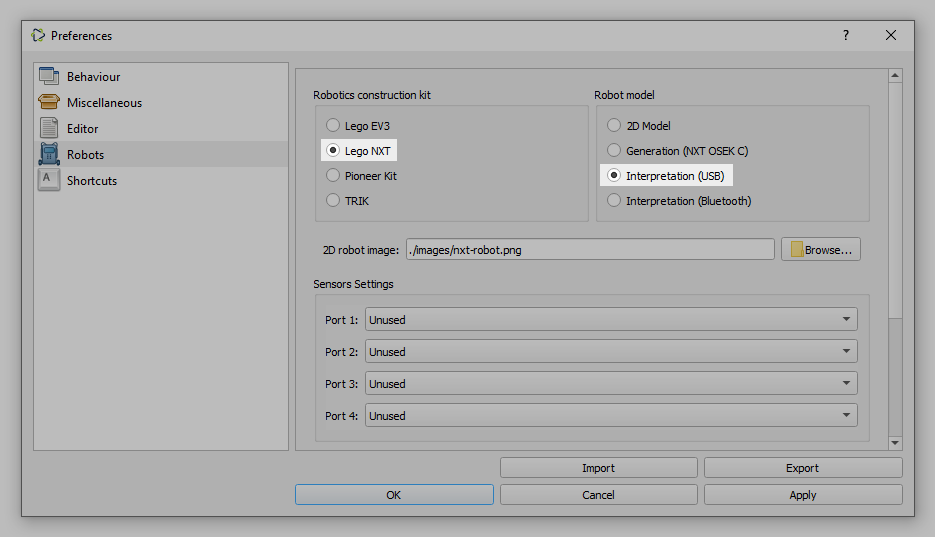 Preferences
?
Behaviour
Miscellaneous
Editor
Robots
A
Shortcuts
Robotics construction kit
Lego EV3
Lego NXT
Pioneer Kit
TRIK
Robot model
2D Model
Generation (NXT OSEK C)
Interpretation (USB)
Interpretation (Bluetooth)
2D robot image: ./images/nxt-robot.png Browse...
Sensors Settings
Port 1: Unused
Port 2: Unused
Port 3: Unused
Port 4: Unused
Import Export
OK Cancel Apply